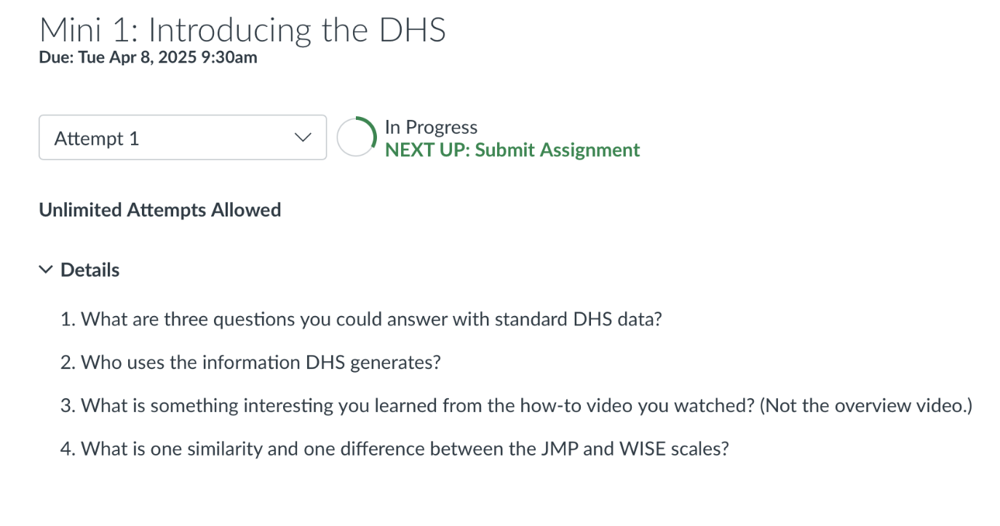 Mini 1: Introducing the DHS
Due: Tue Apr 8, 2025 9:30am
Attempt 1
In Progress
NEXT UP: Submit Assignment
Unlimited Attempts Allowed
Details
1. What are three questions you could answer with standard DHS data?
2. Who uses the information DHS generates?
3. What is something interesting you learned from the how-to video you watched? (Not the overview video.)
4. What is one similarity and one difference between the JMP and WISE scales?